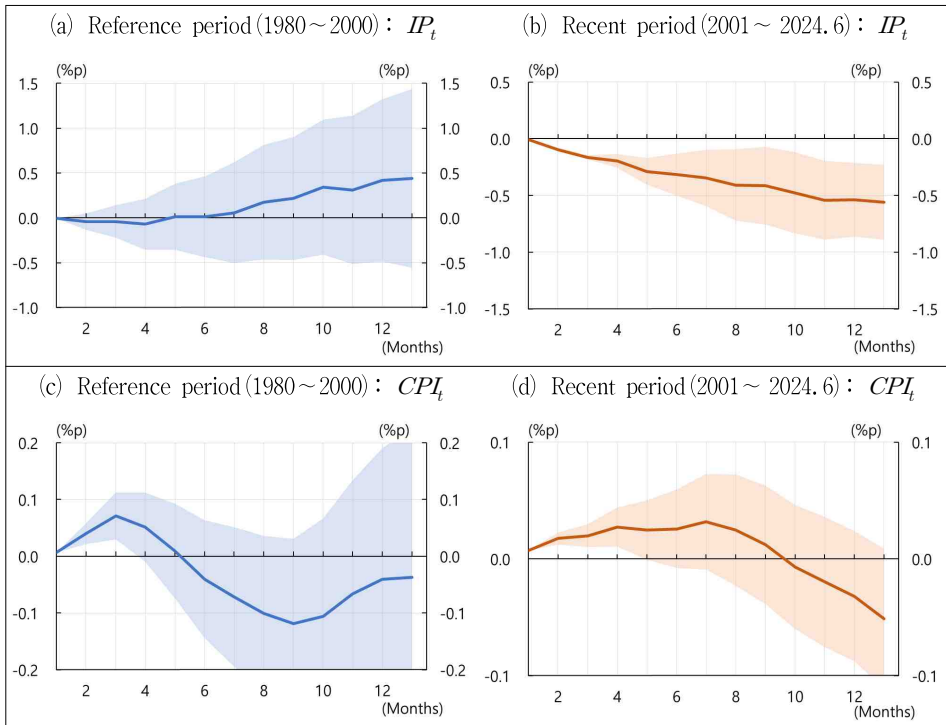 (a) Reference period(1980∼2000): IPₜ
(%p) (%p)
1.5 1.5
1.0 1.0
0.5 0.5
0.0 0.0
-0.5 -0.5
-1.0 -1.0
2 4 6 8 10 12
(Months)
(b) Recent period(2001∼2024.6): IPₜ
(%p) (%p)
0.5 0.5
0.0 0.0
-0.5 -0.5
-1.0 -1.0
-1.5 -1.5
2 4 6 8 10 12
(Months)
(c) Reference period(1980∼2000): CPIₜ
(%p) (%p)
0.2 0.2
0.1 0.1
0.0 0.0
-0.1 -0.1
-0.2 -0.2
2 4 6 8 10 12
(Months)
(d) Recent period(2001∼ 2024.6): CPIₜ
(%p) (%p)
0.1 0.1
0.0 0.0
-0.1 -0.1
2 4 6 8 10 12
(Months)